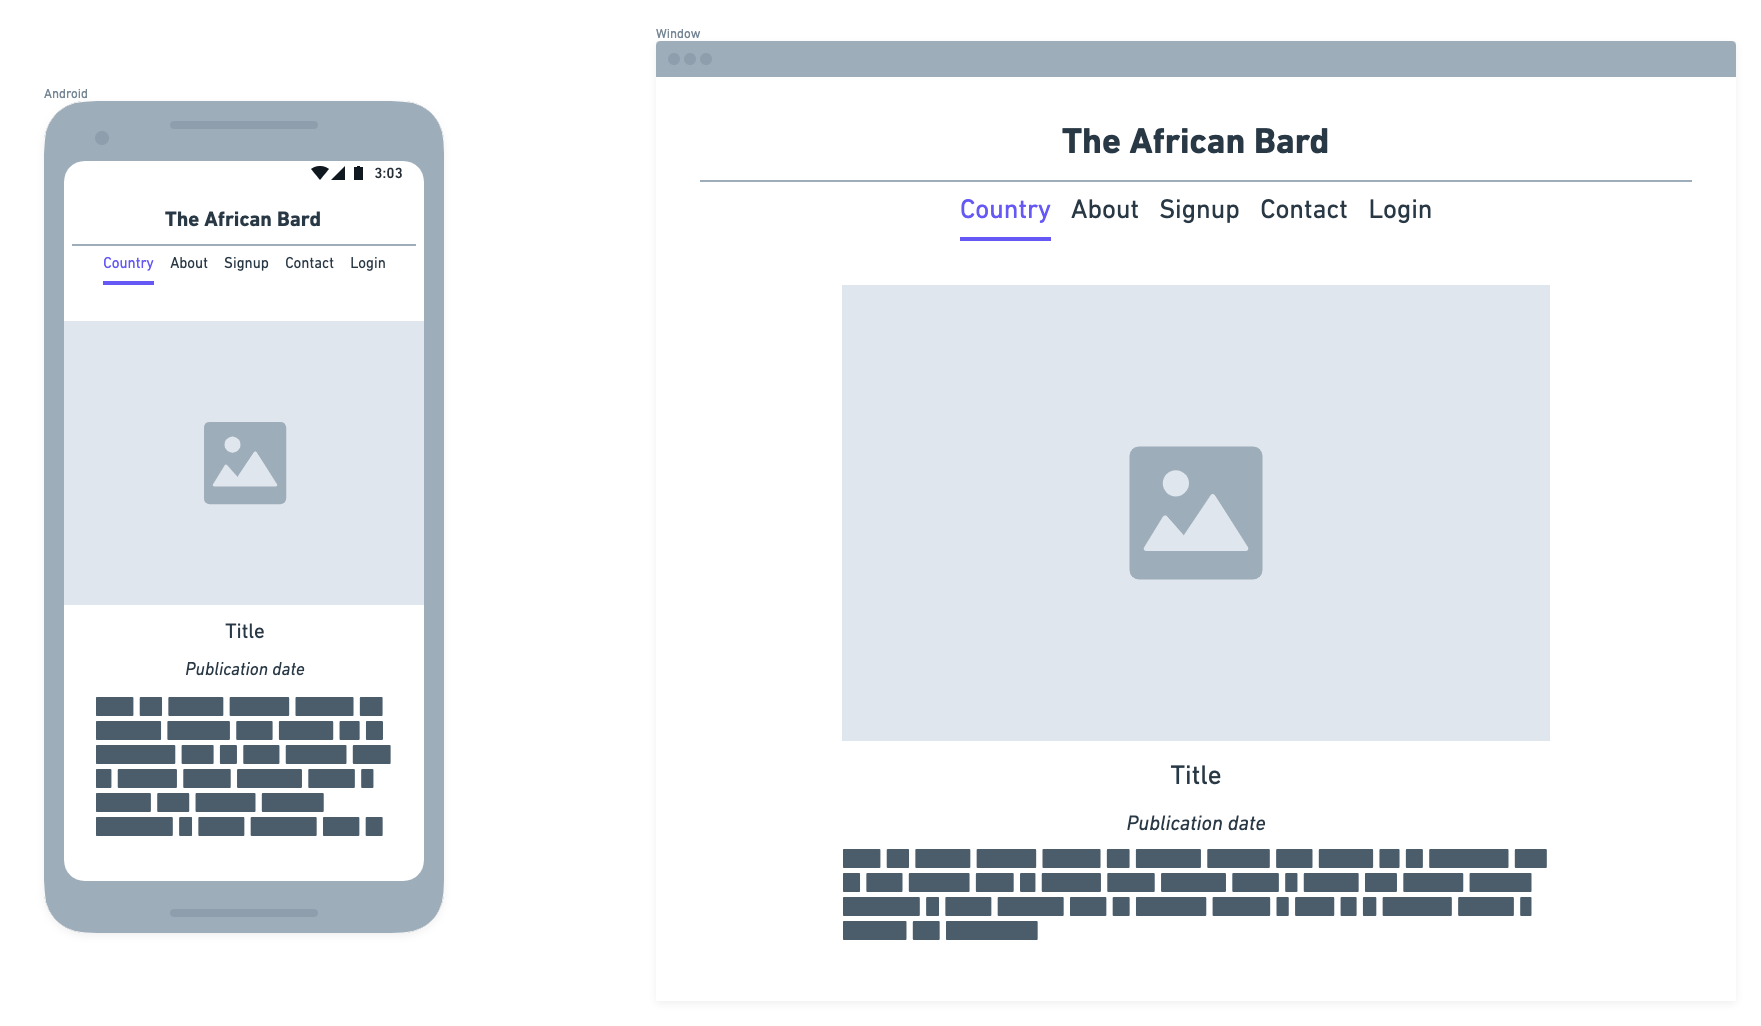 Android
3:03
The African Bard
Country About Signup Contact Login
Title
Publication date
Window
The African Bard
Country About Signup Contact Login
Title
Publication date